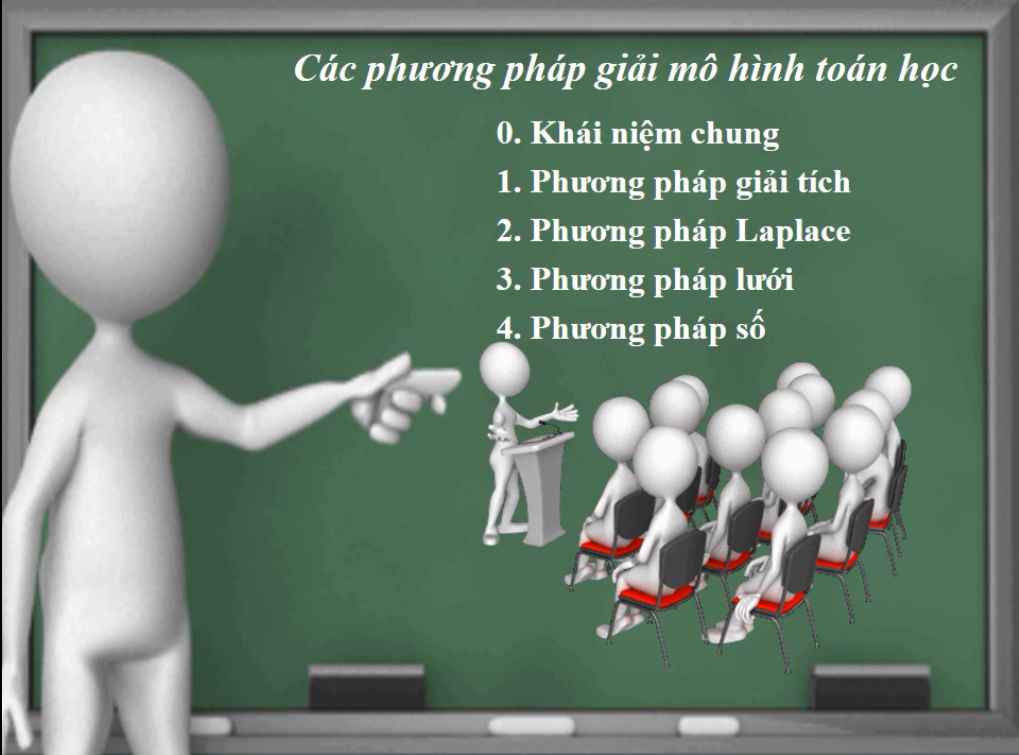 Các phương pháp giải mô hình toán học
0. Khái niệm chung
1. Phương pháp giải tích
2. Phương pháp Laplace
3. Phương pháp lưới
4. Phương pháp số